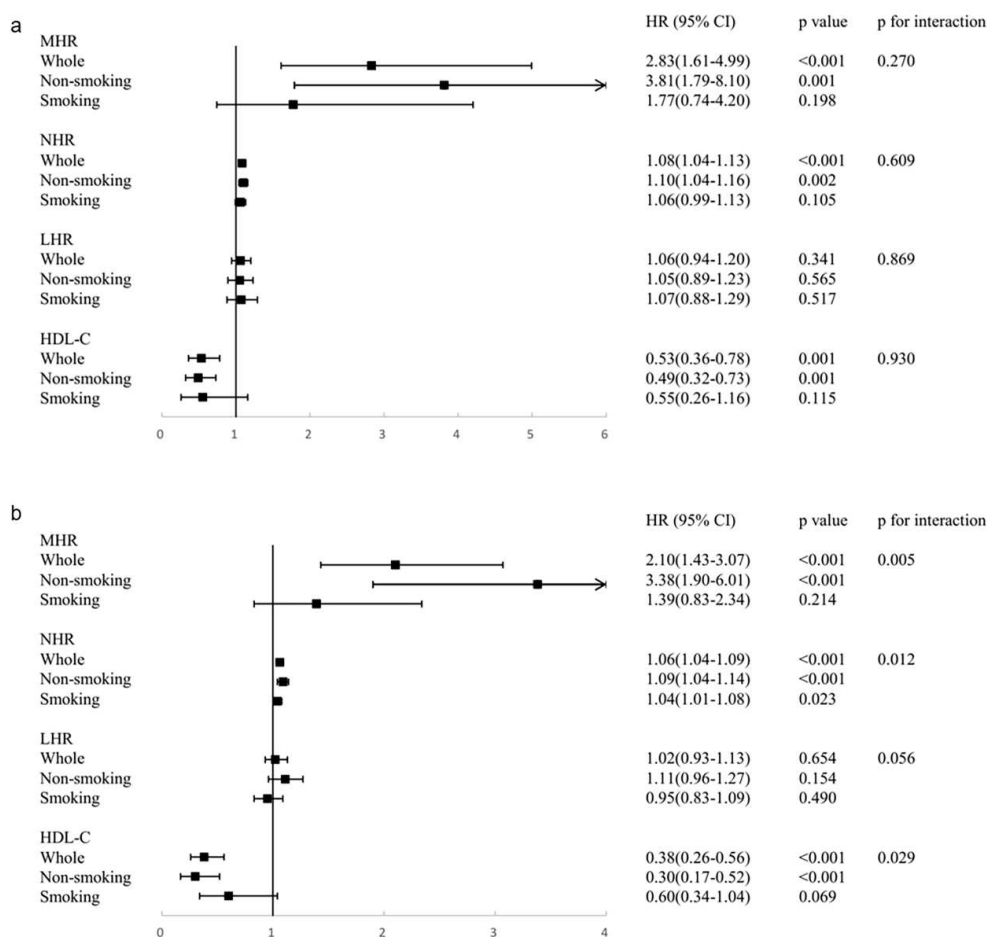 a
HR (95% CI) p value p for interaction
MHR
Whole 2.83(1.61-4.99) <0.001 0.270
Non-smoking 3.81(1.79-8.10) 0.001
Smoking 1.77(0.74-4.20) 0.198
NHR
Whole 1.08(1.04-1.13) <0.001 0.609
Non-smoking 1.10(1.04-1.16) 0.002
Smoking 1.06(0.99-1.13) 0.105
LHR
Whole 1.06(0.94-1.20) 0.341 0.869
Non-smoking 1.05(0.89-1.23) 0.565
Smoking 1.07(0.88-1.29) 0.517
HDL-C
Whole 0.53(0.36-0.78) 0.001 0.930
Non-smoking 0.49(0.32-0.73) 0.001
Smoking 0.55(0.26-1.16) 0.115
0 1 2 3 4 5 6
b
HR (95% CI) p value p for interaction
MHR
Whole 2.10(1.43-3.07) <0.001 0.005
Non-smoking 3.38(1.90-6.01) <0.001
Smoking 1.39(0.83-2.34) 0.214
NHR
Whole 1.06(1.04-1.09) <0.001 0.012
Non-smoking 1.09(1.04-1.14) <0.001
Smoking 1.04(1.01-1.08) 0.023
LHR
Whole 1.02(0.93-1.13) 0.654 0.056
Non-smoking 1.11(0.96-1.27) 0.154
Smoking 0.95(0.83-1.09) 0.490
HDL-C
Whole 0.38(0.26-0.56) <0.001 0.029
Non-smoking 0.30(0.17-0.52) <0.001
Smoking 0.60(0.34-1.04) 0.069
0 1 2 3 4